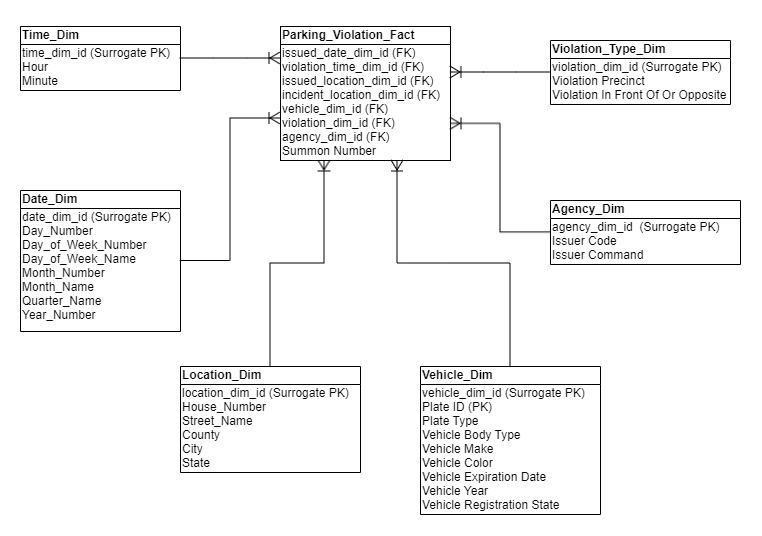 Time_Dim
time_dim_id (Surrogate PK)
Hour
Minute
Parking_Violation_Fact
issued_date_dim_id (FK)
violation_time_dim_id (FK)
issued_location_dim_id (FK)
incident_location_dim_id (FK)
vehicle_dim_id (FK)
violation_dim_id (FK)
agency_dim_id (FK)
Summon Number
Violation_Type_Dim
violation_dim_id (Surrogate PK)
Violation Precinct
Violation In Front Of Or Opposite
Date_Dim
date_dim_id (Surrogate PK)
Day_Number
Day_of_Week_Number
Day_of_Week_Name
Month_Number
Month_Name
Quarter_Name
Year_Number
Agency_Dim
agency_dim_id  (Surrogate PK)
Issuer Code
Issuer Command
Location_Dim
location_dim_id (Surrogate PK)
House_Number
Street_Name
County
City
State
Vehicle_Dim
vehicle_dim_id (Surrogate PK)
Plate ID (PK)
Plate Type
Vehicle Body Type
Vehicle Make
Vehicle Color
Vehicle Expiration Date
Vehicle Year
Vehicle Registration State